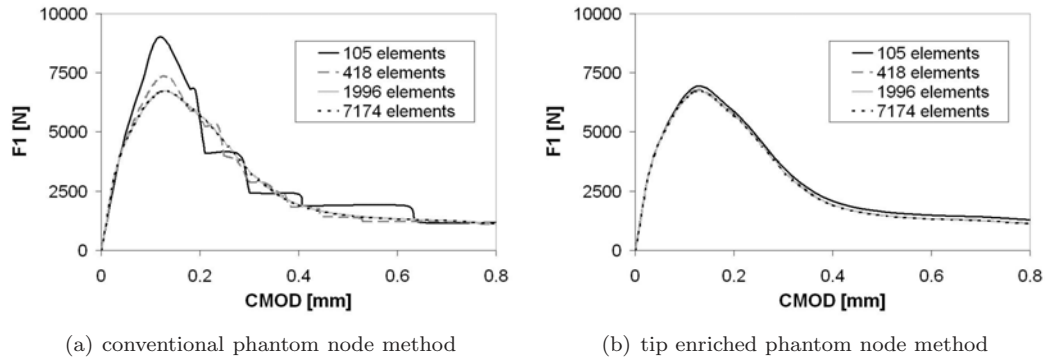 10000
7500
5000
2500
0
F1 [N]
105 elements
418 elements
1996 elements
7174 elements
0
0.2
0.4
0.6
0.8
CMOD [mm]
(a) conventional phantom node method
10000
7500
5000
2500
0
F1 [N]
105 elements
418 elements
1996 elements
7174 elements
0
0.2
0.4
0.6
0.8
CMOD [mm]
(b) tip enriched phantom node method